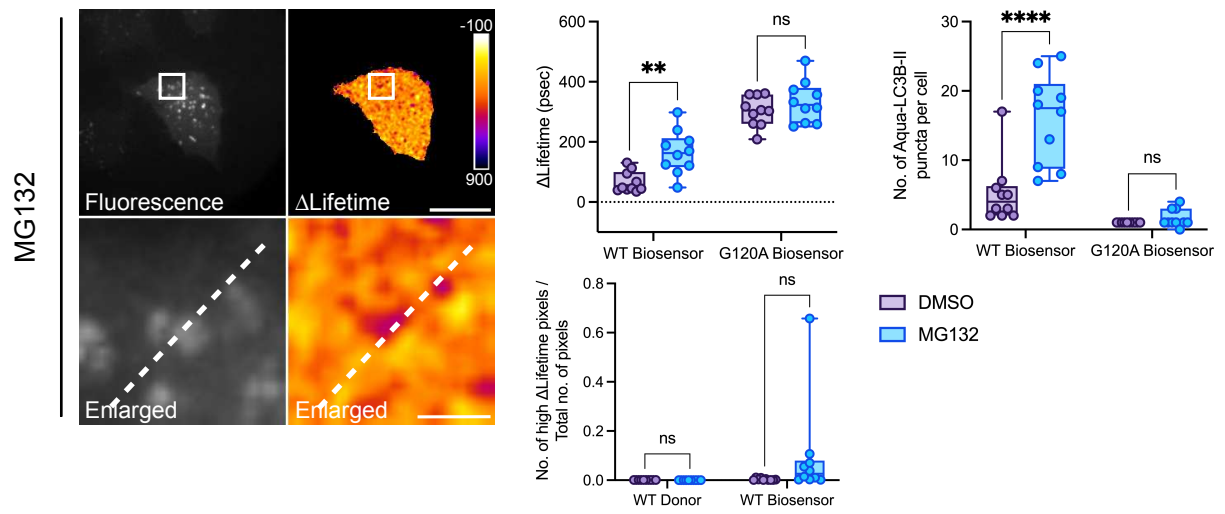 MG132
Fluorescence
ΔLifetime
-100
900
Enlarged
Enlarged
ΔLifetime (psec)
600
400
200
0
**
ns
WT Biosensor
G120A Biosensor
No. of Aqua-LC3B-II
puncta per cell
30
20
10
0
****
ns
WT Biosensor
G120A Biosensor
No. of high ΔLifetime pixels /
Total no. of pixels
0.8
0.6
0.4
0.2
0.0
ns
ns
WT Donor
WT Biosensor
DMSO
MG132